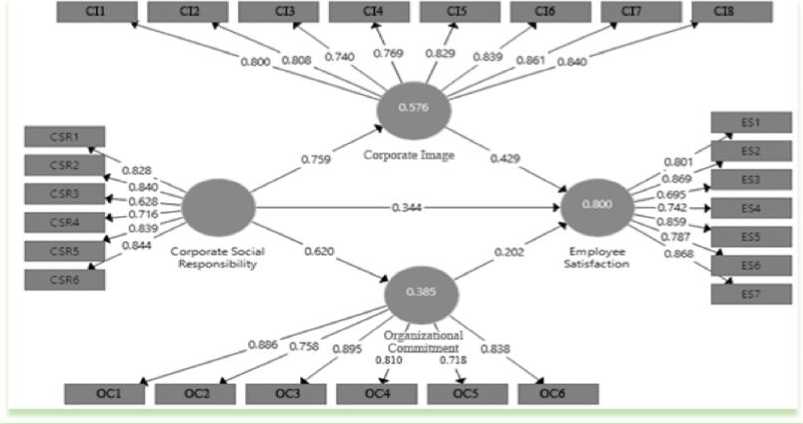 CI1 CI2 CI3 CI4 CI5 CI6 CI7 CI8
0.800 0.808 0.740 0.769 0.829 0.839 0.861 0.840
0.576
Corporate Image
CSR1
CSR2
CSR3
CSR4
CSR5
CSR6
0.828
0.840
0.628
0.716
0.839
0.844
Corporate Social
Responsibility
0.759
0.429
0.344
0.620
0.202
0.800
Employee
Satisfaction
0.801
0.869
0.695
0.742
0.859
0.787
0.868
ES1
ES2
ES3
ES4
ES5
ES6
ES7
0.385
Organizational
Commitment
0.886 0.758 0.895 0.810 0.718 0.838
OC1 OC2 OC3 OC4 OC5 OC6